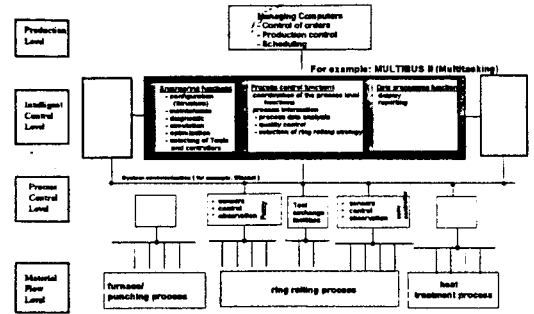 Production
Level
Managing Computers
- Control of orders
- Production control
- Scheduling
For example: MULTIBUS II (Multitasking)
Intelligent
Control
Level
Engineering functions
- configuration
(Structure)
- maintenance
- diagnostic
- simulation
- optimization
- selecting of Tools
and controllers
Process control functions
coordination of the process level
functions
process information
- process data analysis
- quality control
- selection of ring rolling strategy
Data processing functions
- display
- reporting
System communication ( for example:
Process
Control
Level
- sensors
- control
- observation
Fuzzy
Tool
exchange
- sensors
- control
- observation
Material
Flow
Level
furnase/
punching process
ring rolling process
heat
treatment process